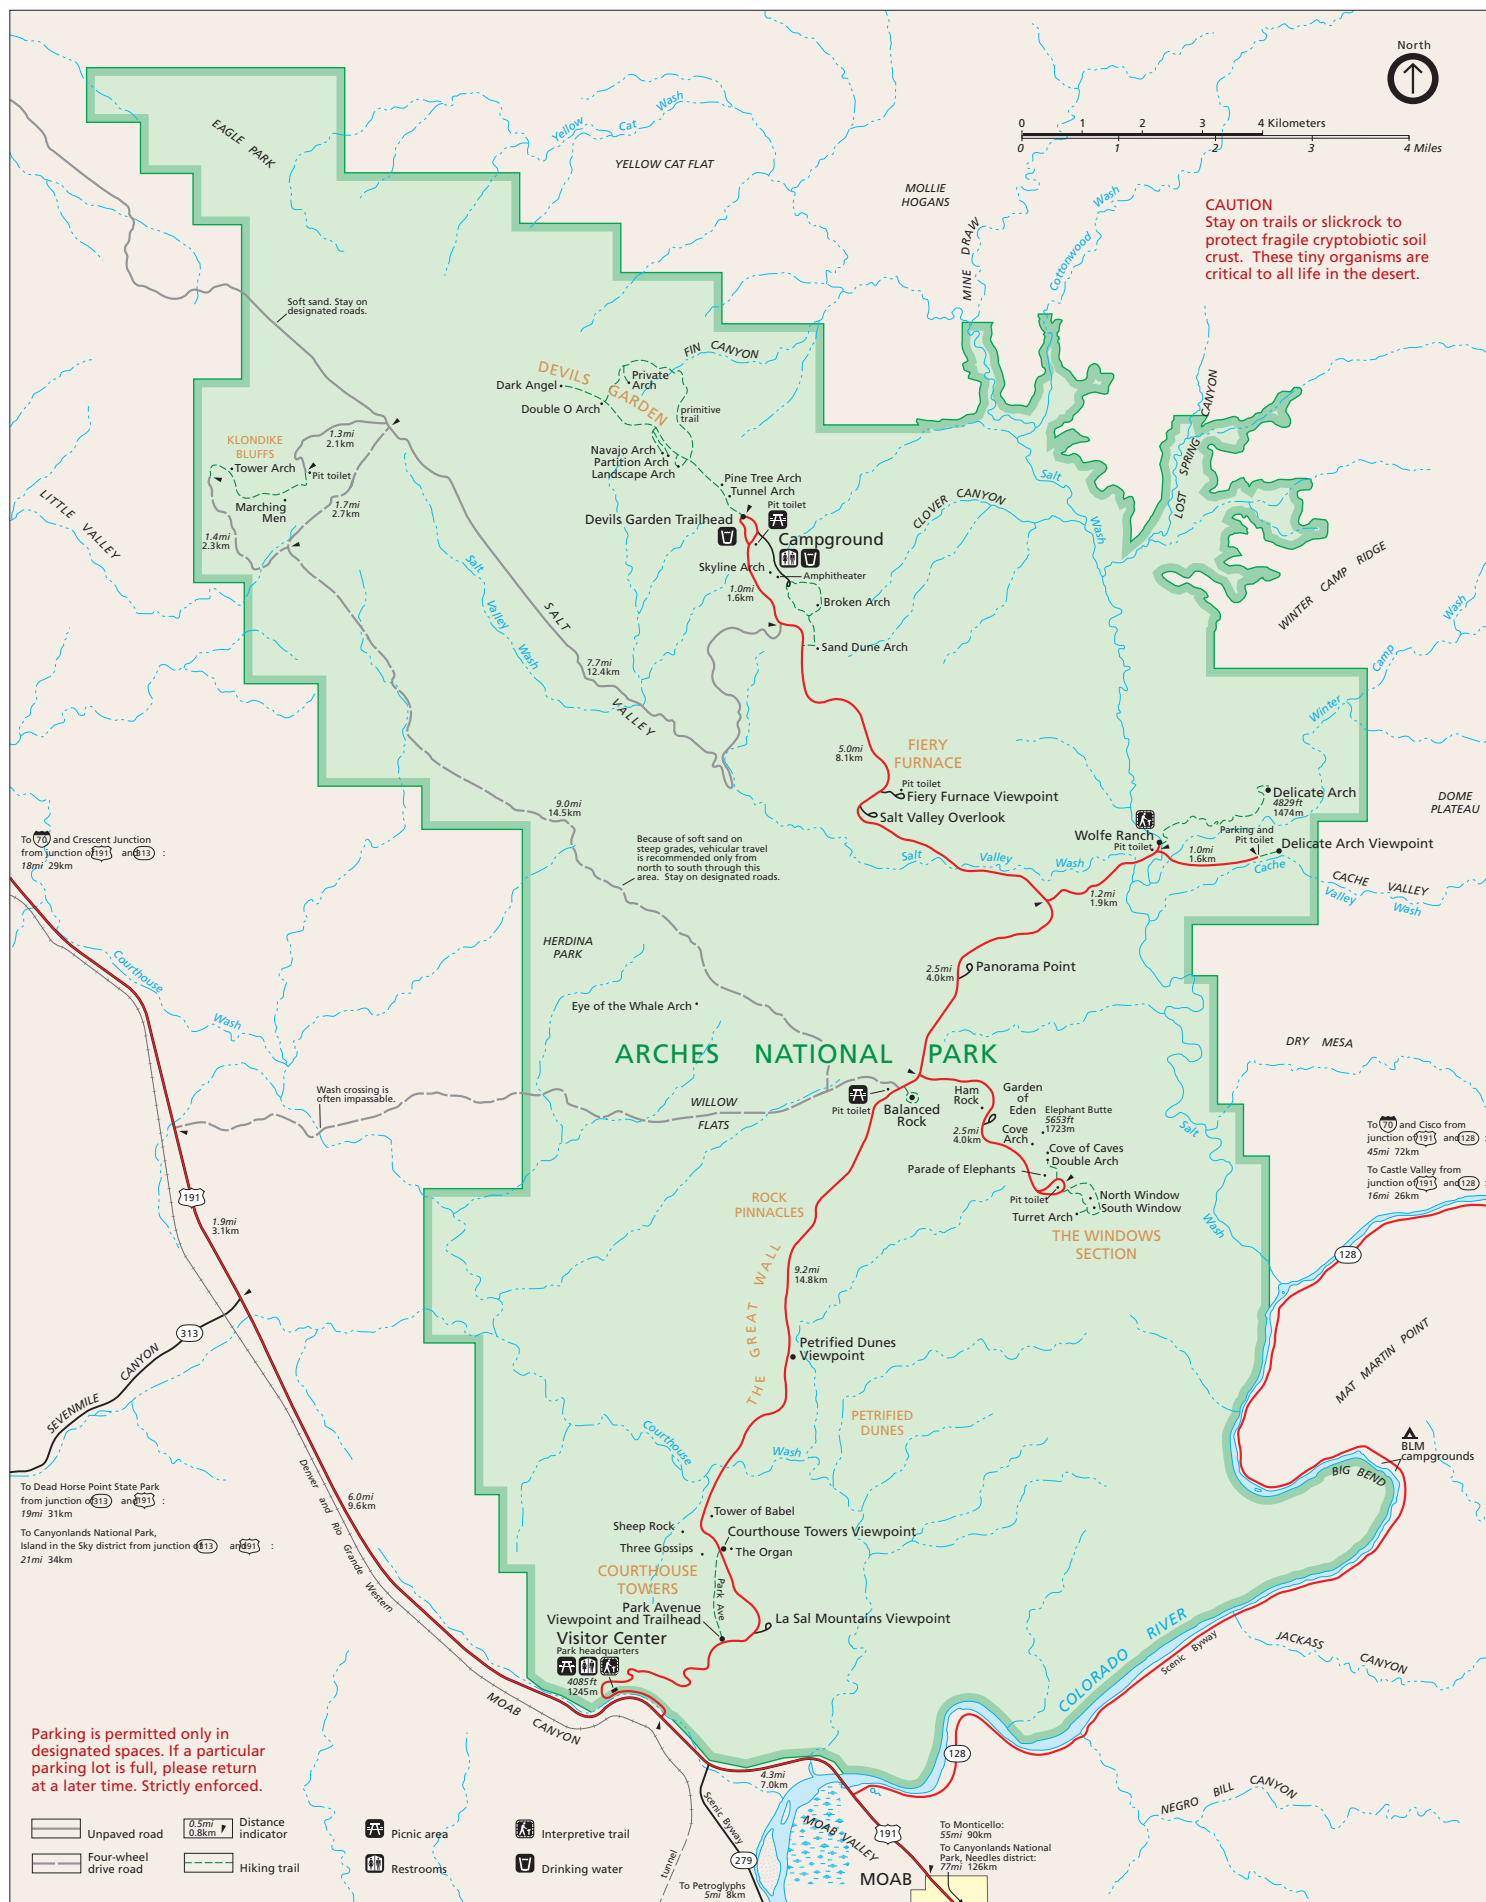 North
0 1 2 3 4 Kilometers
0 1 2 3 4 Miles
CAUTION
Stay on trails or slickrock to
protect fragile cryptobiotic soil
crust. These tiny organisms are
critical to all life in the desert.
EAGLE PARK
Yellow Cat Wash
YELLOW CAT FLAT
MOLLIE
HOGANS
MINE DRAW
Cottonwood Wash
Soft sand. Stay on
designated roads.
FIN CANYON
DEVILS GARDEN
Dark Angel
Private
Arch
Double O Arch
primitive
trail
Navajo Arch
Partition Arch
Landscape Arch
Pine Tree Arch
Tunnel Arch
Pit toilet
Devils Garden Trailhead
Campground
Skyline Arch
Amphitheater
1.0mi
1.6km
Broken Arch
Sand Dune Arch
CLOVER CANYON
Salt Wash
LOST SPRING CANYON
WINTER CAMP RIDGE
Winter Camp Wash
KLONDIKE
BLUFFS
Tower Arch
Pit toilet
Marching
Men
1.3mi
2.1km
1.7mi
2.7km
1.4mi
2.3km
LITTLE VALLEY
Salt Valley Wash
SALT VALLEY
7.7mi
12.4km
5.0mi
8.1km
FIERY
FURNACE
Pit toilet
Fiery Furnace Viewpoint
Salt Valley Overlook
Delicate Arch
4829ft
1474m
Wolfe Ranch
Pit toilet
Parking and
Pit toilet
Delicate Arch Viewpoint
1.0mi
1.6km
1.2mi
1.9km
Cache Valley Wash
CACHE VALLEY
DOME
PLATEAU
Salt Valley Wash
9.0mi
14.5km
Because of soft sand on
steep grades, vehicular travel
is recommended only from
north to south through this
area. Stay on designated roads.
To 70 and Crescent Junction
from junction of 191 and 313 :
18mi 29km
Courthouse Wash
HERDINA
PARK
Eye of the Whale Arch
2.5mi
4.0km
Panorama Point
ARCHES NATIONAL PARK
DRY MESA
Wash crossing is
often impassable.
WILLOW
FLATS
Pit toilet
Balanced
Rock
Ham
Rock
Garden
of
Eden
2.5mi
4.0km
Elephant Butte
5653ft
1723m
Cove
Arch
Cove of Caves
Double Arch
Parade of Elephants
Pit toilet
North Window
South Window
Turret Arch
THE WINDOWS
SECTION
Salt Wash
To 70 and Cisco from
junction of 191 and 128 :
45mi 72km
To Castle Valley from
junction of 191 and 128 :
16mi 26km
128
191
1.9mi
3.1km
ROCK
PINNACLES
THE GREAT WALL
9.2mi
14.8km
Petrified Dunes
Viewpoint
PETRIFIED
DUNES
313
SEVENMILE CANYON
MAT MARTIN POINT
BLM
campgrounds
BIG BEND
Courthouse Wash
To Dead Horse Point State Park
from junction of 313 and 191 :
19mi 31km
To Canyonlands National Park,
Island in the Sky district from junction of 313 and 191 :
21mi 34km
Denver and Rio Grande Western
6.0mi
9.6km
Tower of Babel
Sheep Rock
Courthouse Towers Viewpoint
Three Gossips
The Organ
COURTHOUSE
TOWERS
Park Ave
Park Avenue
Viewpoint and Trailhead
La Sal Mountains Viewpoint
Visitor Center
Park headquarters
4085ft
1245m
MOAB CANYON
COLORADO RIVER
Scenic Byway
JACKASS CANYON
128
NEGRO BILL CANYON
4.3mi
7.0km
Scenic Byway
279
tunnel
To Petroglyphs
5mi 8km
MOAB VALLEY
191
MOAB
To Monticello:
55mi 90km
To Canyonlands National
Park, Needles district:
77mi 126km
Parking is permitted only in
designated spaces. If a particular
parking lot is full, please return
at a later time. Strictly enforced.
Unpaved road
Four-wheel
drive road
0.5mi
0.8km
Distance
indicator
Hiking trail
Picnic area
Restrooms
Interpretive trail
Drinking water